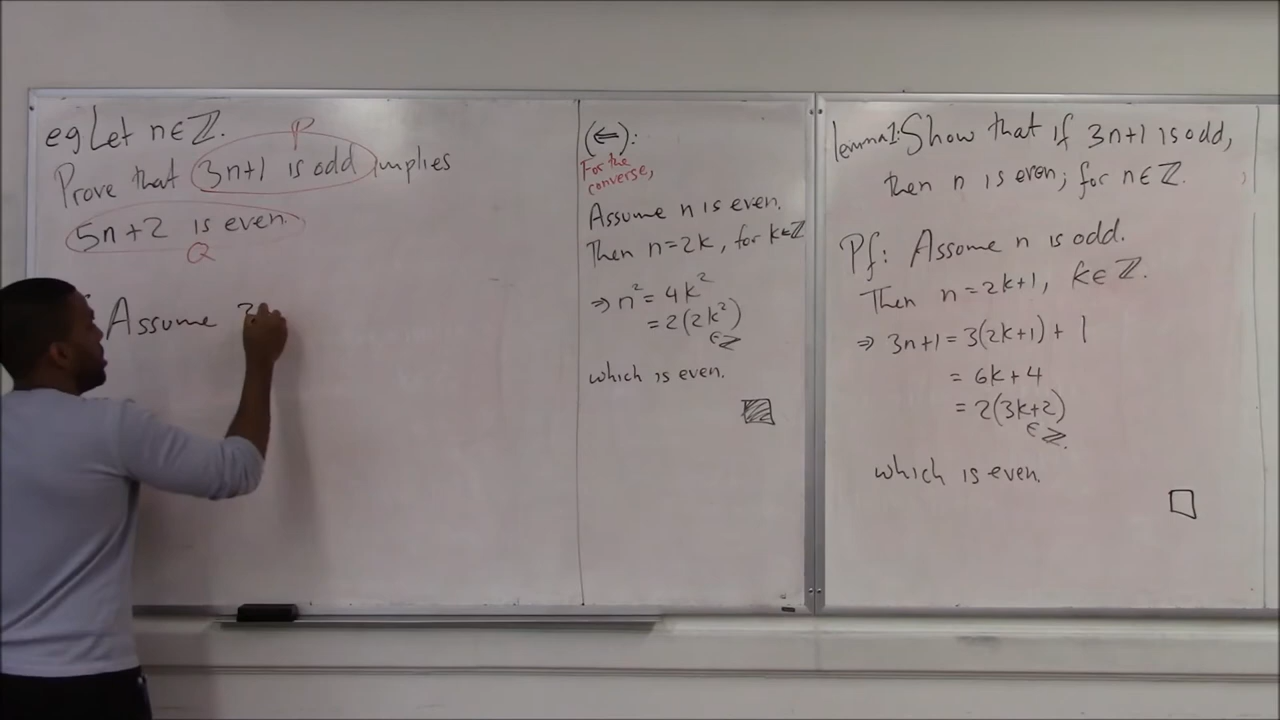 eg Let n∈ℤ.
P
Prove that 3n+1 is odd implies
5n+2 is even.
Q
Assume 3
(⇐):
For the
converse,
Assume n is even.
Then n=2k, for k∈ℤ
⇒ n² = 4k²
= 2(2k²)
∈ℤ
which is even.
lemma1: Show that if 3n+1 is odd,
then n is even; for n∈ℤ.
Pf: Assume n is odd.
Then n=2k+1, k∈ℤ.
⇒ 3n+1 = 3(2k+1)+1
= 6k+4
= 2(3k+2)
∈ℤ.
which is even.